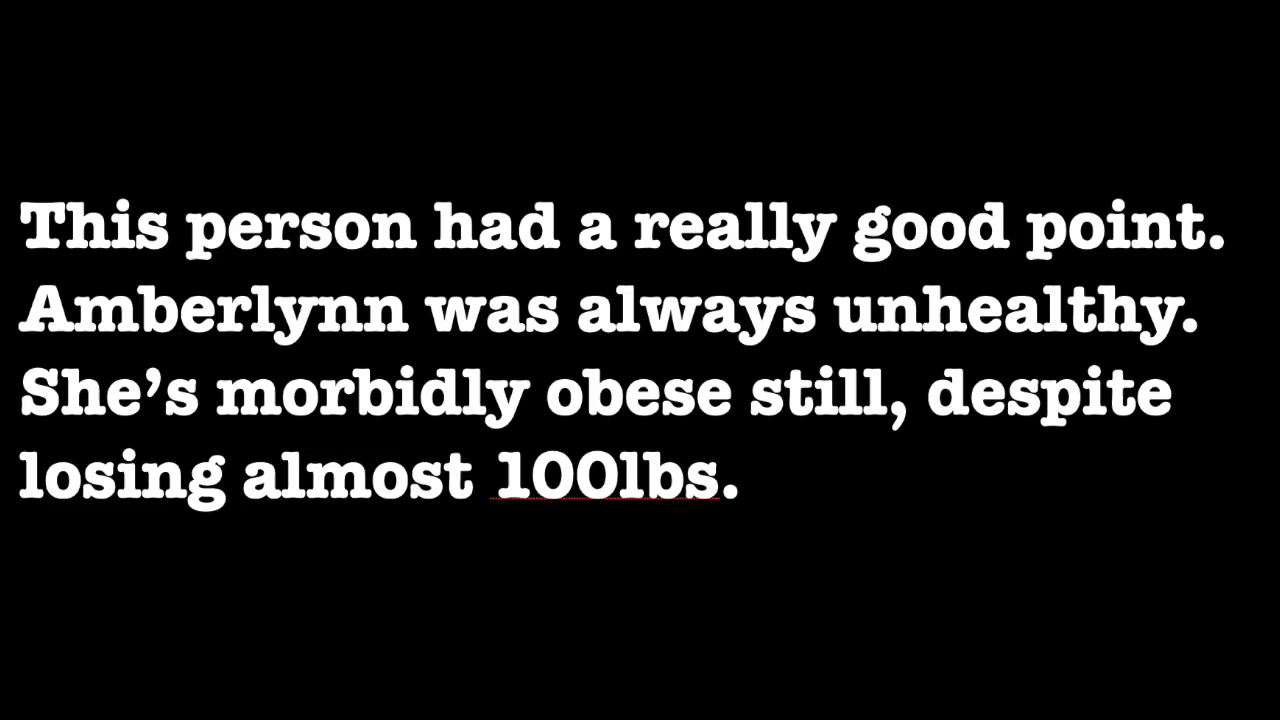 This person had a really good point.
Amberlynn was always unhealthy.
She’s morbidly obese still, despite
losing almost 100lbs.